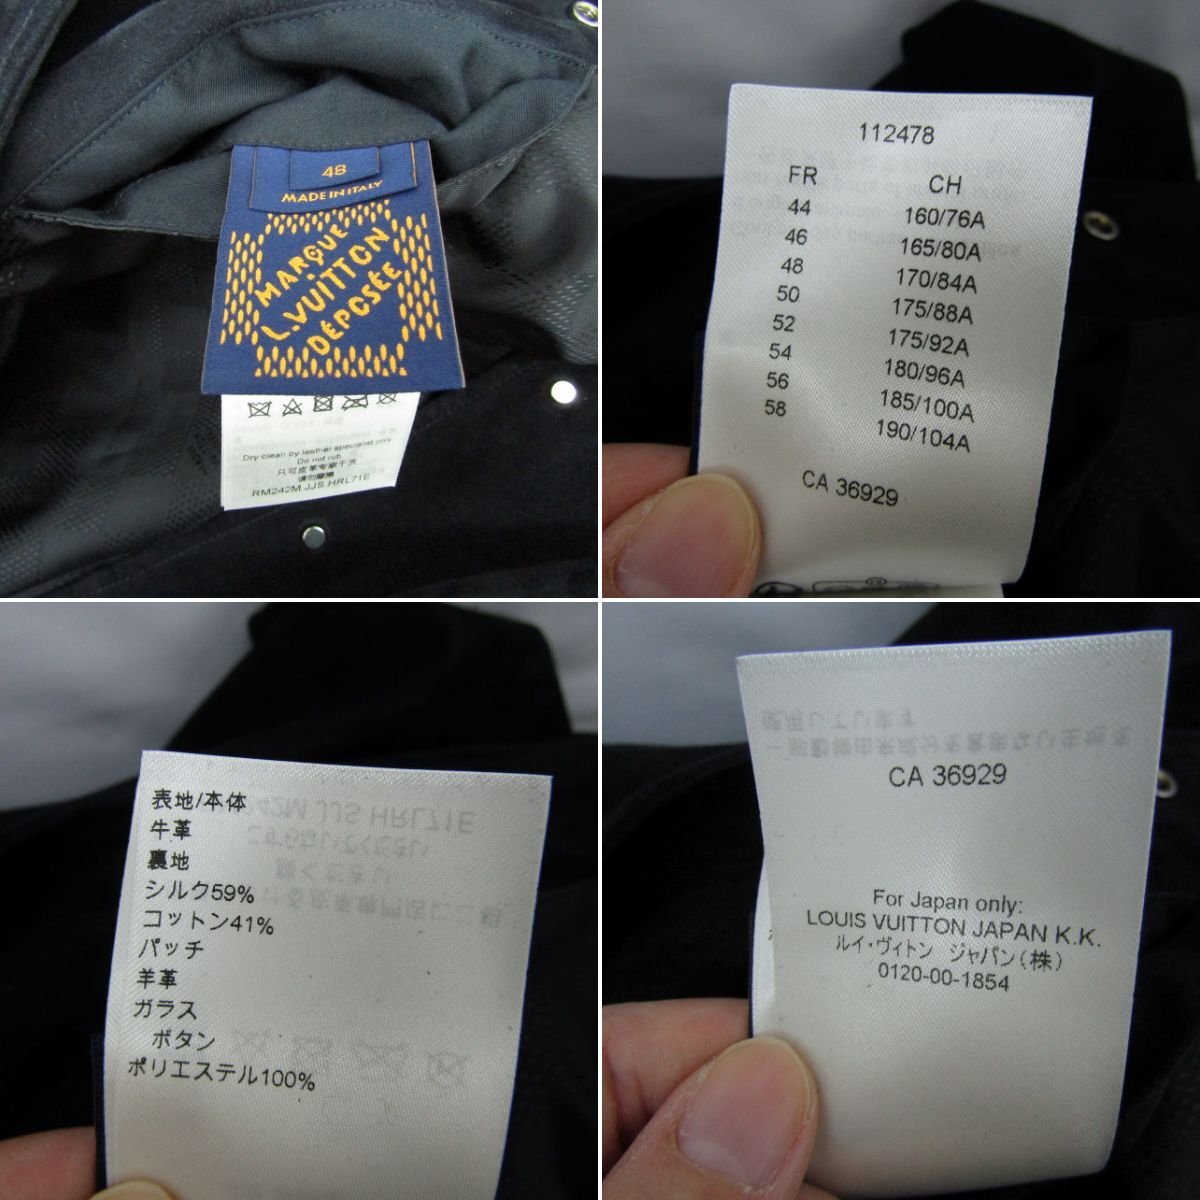 48
MADE IN ITALY
MARQUE
L.VUITTON
DÉPOSÉE
Dry clean by leather specialist only
Do not rub
只可皮革专家干洗
请勿摩擦
RM242M JJS HRL71E
112478
FR CH
44 160/76A
46 165/80A
48 170/84A
50 175/88A
52 175/92A
54 180/96A
56 185/100A
58 190/104A
CA 36929
表地/本体
牛革
裏地
シルク59%
コットン41%
パッチ
羊革
ガラス
ボタン
ポリエステル100%
CA 36929
For Japan only:
LOUIS VUITTON JAPAN K.K.
ルイ・ヴィトン ジャパン(株)
0120-00-1854